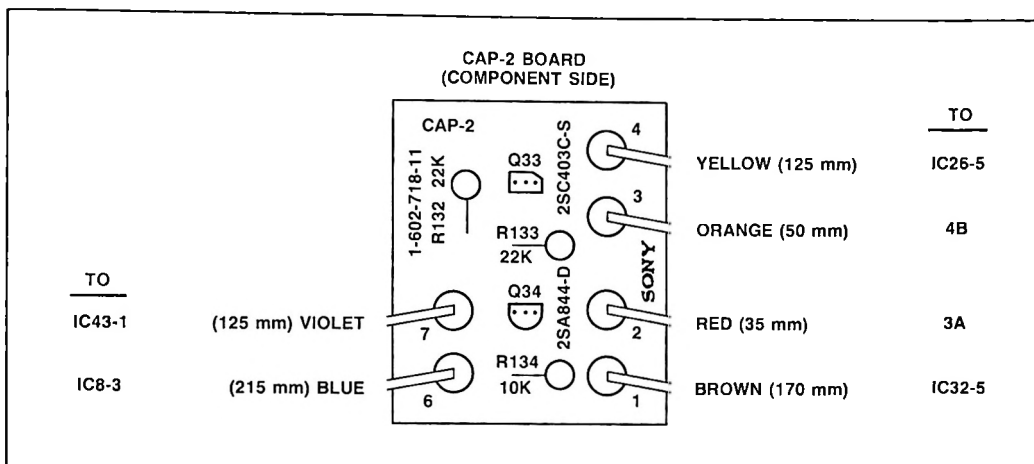 CAP-2 BOARD
(COMPONENT SIDE)
CAP-2
1-602-718-11
R132 22K
Q33
2SC403C-S
R133
22K
Q34
2SA844-D
R134
10K
SONY
4
3
2
1
7
6
TO
YELLOW (125 mm) IC26-5
ORANGE (50 mm) 4B
RED (35 mm) 3A
BROWN (170 mm) IC32-5
TO
IC43-1 (125 mm) VIOLET
IC8-3 (215 mm) BLUE